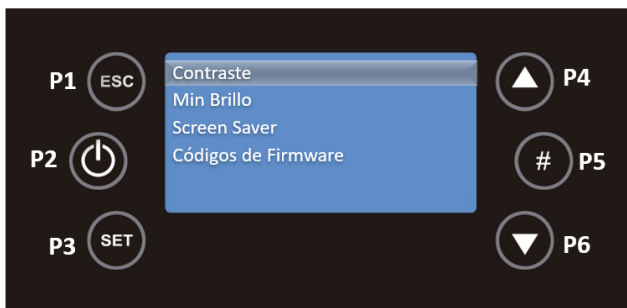 P1
ESC
Contraste
P4
Min Brillo
Screen Saver
P2
Códigos de Firmware
#
P5
P3
SET
P6